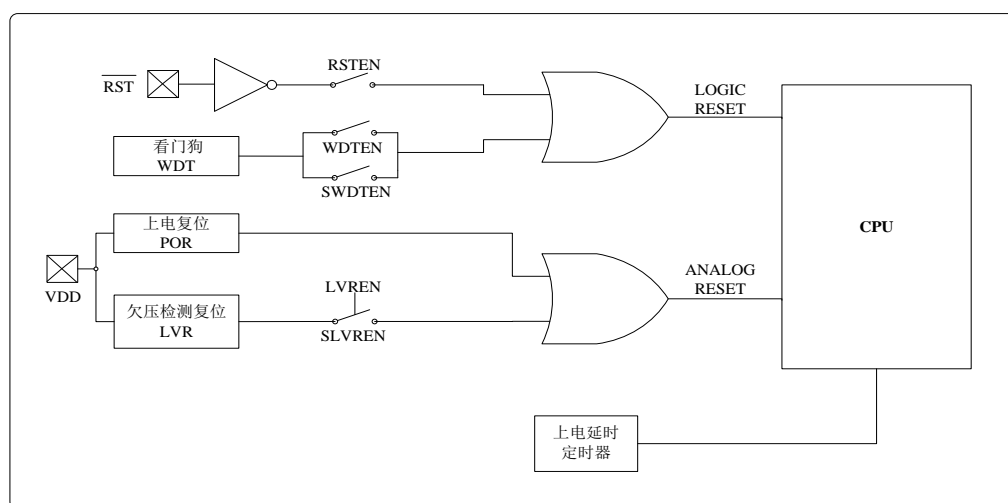 RST
RSTEN
看门狗
WDT
WDTEN
SWDTEN
LOGIC
RESET
上电复位
POR
VDD
欠压检测复位
LVR
LVREN
SLVREN
ANALOG
RESET
CPU
上电延时
定时器